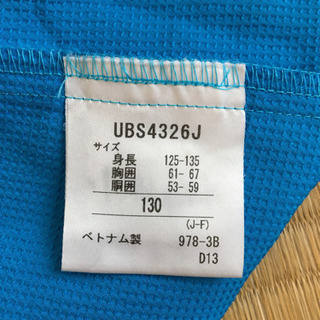 UBS4326J
サイズ
身長 125-135
胸囲 61- 67
胴囲 53- 59
130
(J-F)
ベトナム製 978-3B
D13